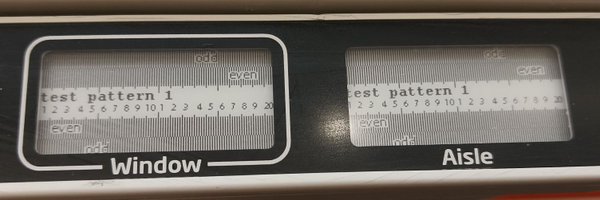 odd
even
test pattern 1
1 2 3 4 5 6 7 8 9 10 1 2 3 4 5 6 7 8 9 20
even
odd
Window
odd
even
test pattern 1
1 2 3 4 5 6 7 8 9 10 1 2 3 4 5 6 7 8 9 20
even
odd
Aisle